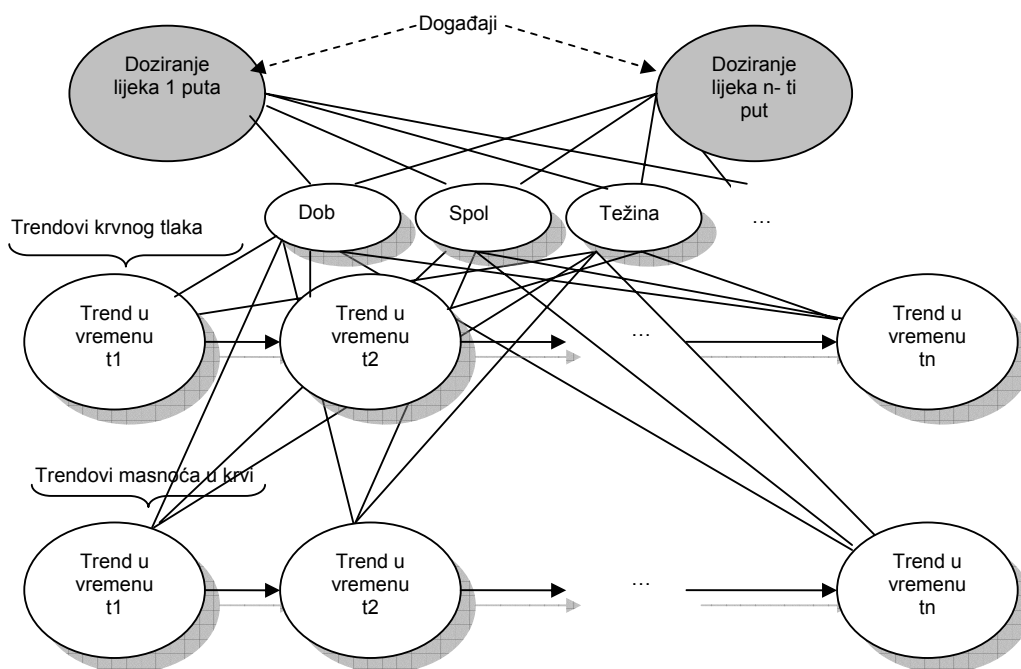 Događaji
Doziranje
lijeka 1 puta
Doziranje
lijeka n- ti
put
Dob
Spol
Težina
...
Trendovi krvnog tlaka
Trend u
vremenu
t1
Trend u
vremenu
t2
...
Trend u
vremenu
tn
Trendovi masnoća u krvi
Trend u
vremenu
t1
Trend u
vremenu
t2
...
Trend u
vremenu
tn